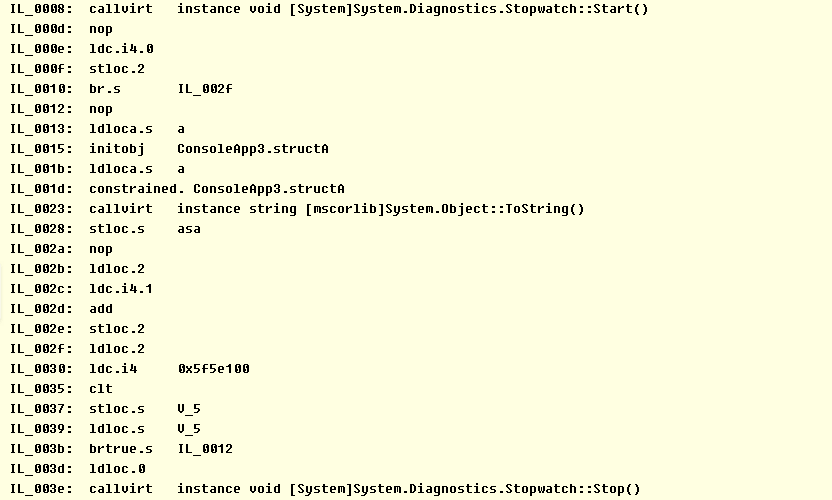 IL_0008:  callvirt   instance void [System]System.Diagnostics.Stopwatch::Start()
IL_000d:  nop
IL_000e:  ldc.i4.0
IL_000f:  stloc.2
IL_0010:  br.s       IL_002f
IL_0012:  nop
IL_0013:  ldloca.s   a
IL_0015:  initobj    ConsoleApp3.structA
IL_001b:  ldloca.s   a
IL_001d:  constrained. ConsoleApp3.structA
IL_0023:  callvirt   instance string [mscorlib]System.Object::ToString()
IL_0028:  stloc.s    asa
IL_002a:  nop
IL_002b:  ldloc.2
IL_002c:  ldc.i4.1
IL_002d:  add
IL_002e:  stloc.2
IL_002f:  ldloc.2
IL_0030:  ldc.i4     0x5f5e100
IL_0035:  clt
IL_0037:  stloc.s    V_5
IL_0039:  ldloc.s    V_5
IL_003b:  brtrue.s   IL_0012
IL_003d:  ldloc.0
IL_003e:  callvirt   instance void [System]System.Diagnostics.Stopwatch::Stop()